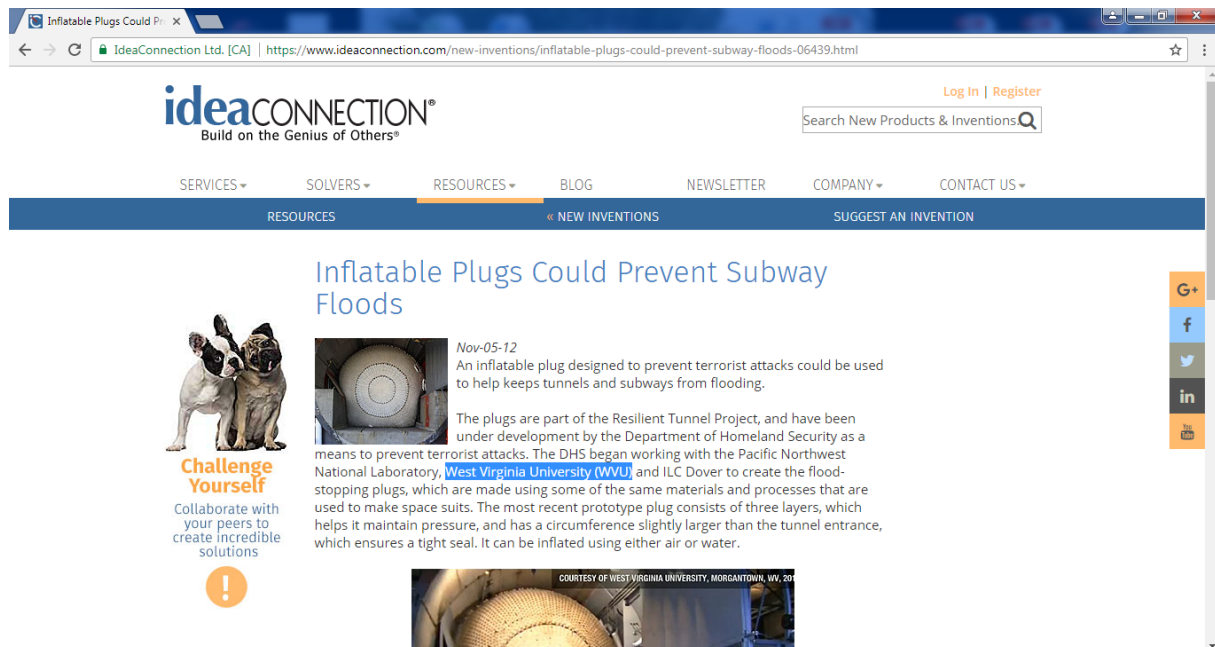 Inflatable Plugs Could Pr
IdeaConnection Ltd. [CA] | https://www.ideaconnection.com/new-inventions/inflatable-plugs-could-prevent-subway-floods-06439.html
Log In | Register
ideaCONNECTION®
Build on the Genius of Others®
Search New Products & Inventions
SERVICES SOLVERS RESOURCES BLOG NEWSLETTER COMPANY CONTACT US
RESOURCES « NEW INVENTIONS SUGGEST AN INVENTION
Inflatable Plugs Could Prevent Subway
Floods
Nov-05-12
An inflatable plug designed to prevent terrorist attacks could be used
to help keeps tunnels and subways from flooding.
The plugs are part of the Resilient Tunnel Project, and have been
under development by the Department of Homeland Security as a
means to prevent terrorist attacks. The DHS began working with the Pacific Northwest
National Laboratory, West Virginia University (WVU) and ILC Dover to create the flood-
stopping plugs, which are made using some of the same materials and processes that are
used to make space suits. The most recent prototype plug consists of three layers, which
helps it maintain pressure, and has a circumference slightly larger than the tunnel entrance,
which ensures a tight seal. It can be inflated using either air or water.
Challenge
Yourself
Collaborate with
your peers to
create incredible
solutions
!
COURTESY OF WEST VIRGINIA UNIVERSITY, MORGANTOWN, WV, 201
G+
f
in
You
Tube